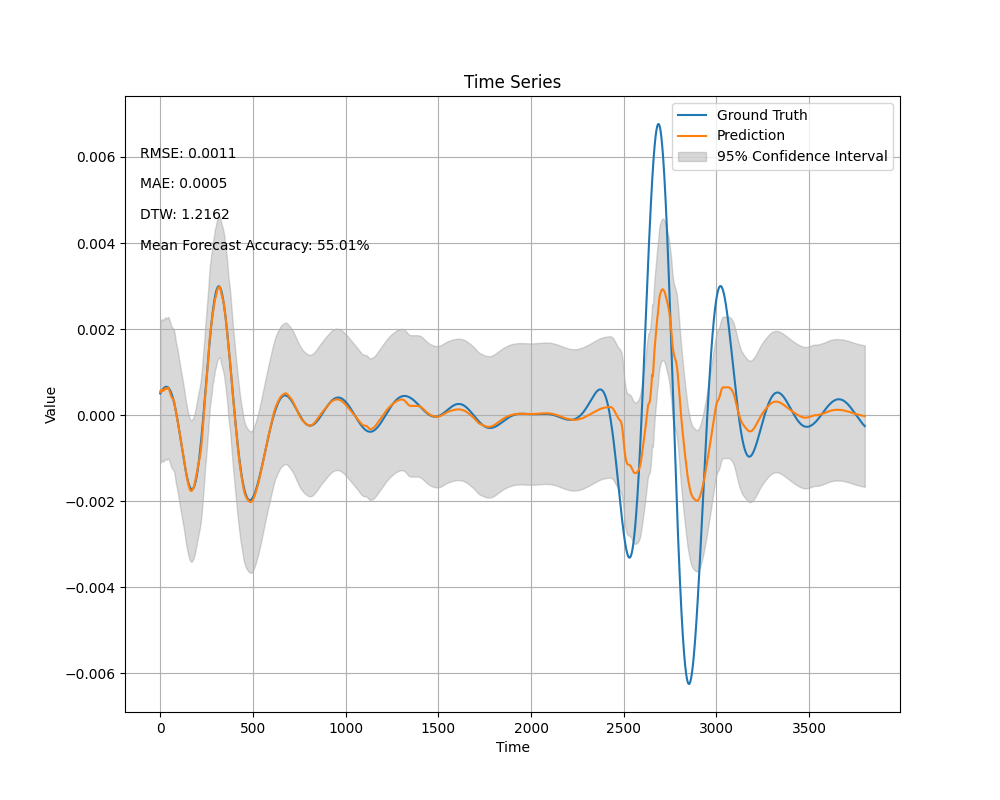 Time Series
Ground Truth
Prediction
95% Confidence Interval
RMSE: 0.0011
MAE: 0.0005
DTW: 1.2162
Mean Forecast Accuracy: 55.01%
Value
0.006
0.004
0.002
0.000
−0.002
−0.004
−0.006
0 500 1000 1500 2000 2500 3000 3500
Time